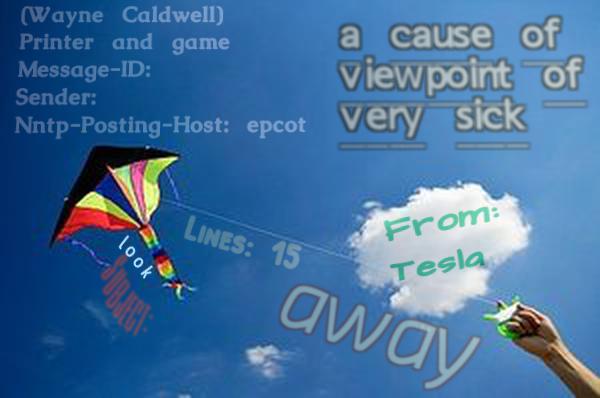 (Wayne Caldwell)
Printer and game
Message-ID:
Sender:
Nntp-Posting-Host: epcot
a cause of
viewpoint of
very sick
From:
Tesla
Lines: 15
look
Subject:
away